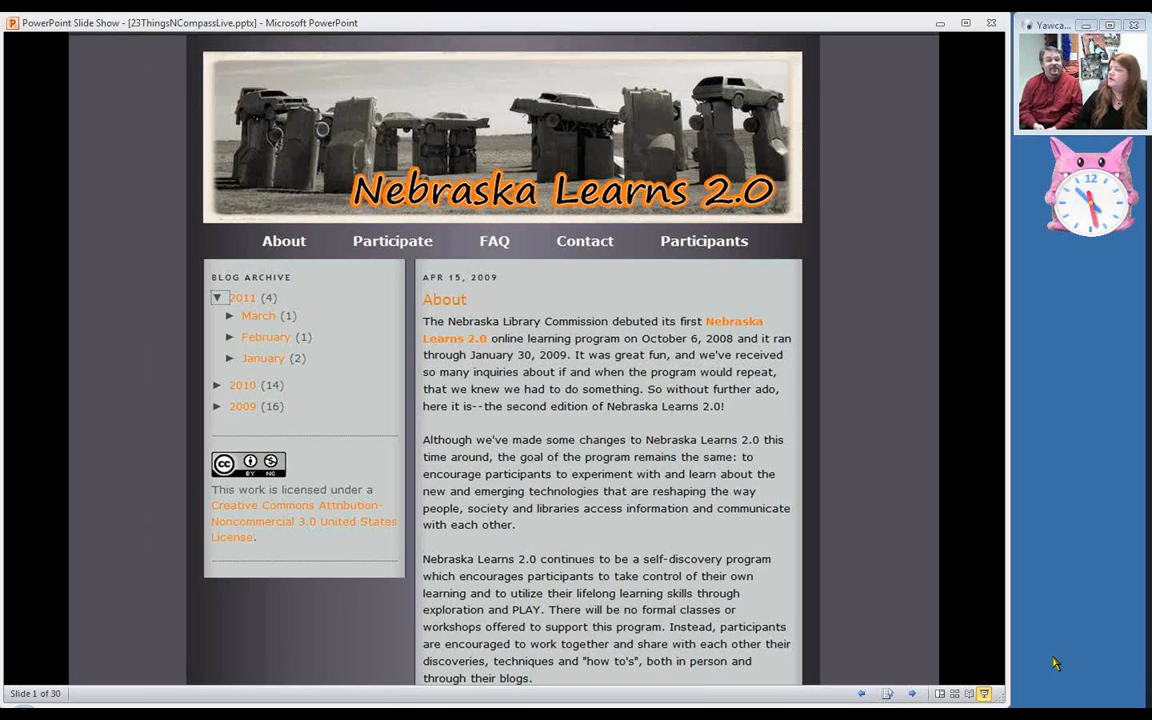 PowerPoint Slide Show - [23ThingsNCompassLive.pptx] - Microsoft PowerPoint
Yawca...
12
Nebraska Learns 2.0
About Participate FAQ Contact Participants
BLOG ARCHIVE
▼ 2011 (4)
► March (1)
► February (1)
► January (2)
► 2010 (14)
► 2009 (16)
cc
BY NC
This work is licensed under a
Creative Commons Attribution-
Noncommercial 3.0 United States
License.
APR 15, 2009
About
The Nebraska Library Commission debuted its first Nebraska
Learns 2.0 online learning program on October 6, 2008 and it ran
through January 30, 2009. It was great fun, and we've received
so many inquiries about if and when the program would repeat,
that we knew we had to do something. So without further ado,
here it is--the second edition of Nebraska Learns 2.0!
Although we've made some changes to Nebraska Learns 2.0 this
time around, the goal of the program remains the same: to
encourage participants to experiment with and learn about the
new and emerging technologies that are reshaping the way
people, society and libraries access information and communicate
with each other.
Nebraska Learns 2.0 continues to be a self-discovery program
which encourages participants to take control of their own
learning and to utilize their lifelong learning skills through
exploration and PLAY. There will be no formal classes or
workshops offered to support this program. Instead, participants
are encouraged to work together and share with each other their
discoveries, techniques and "how to's", both in person and
through their blogs.
Slide 1 of 30